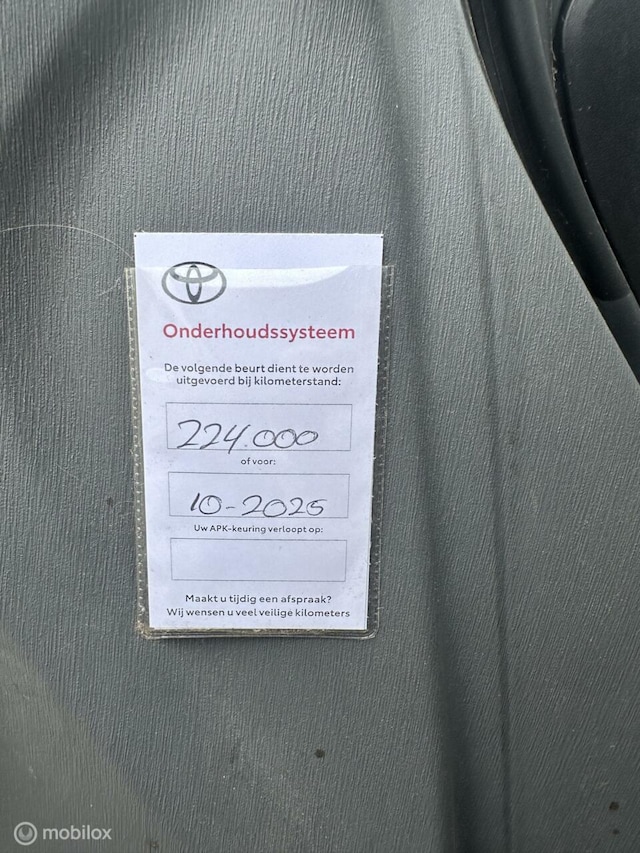 Onderhoudssysteem
De volgende beurt dient te worden
uitgevoerd bij kilometerstand:
224.000
of voor:
10-2025
Uw APK-keuring verloopt op:
Maakt u tijdig een afspraak?
Wij wensen u veel veilige kilometers
mobilox